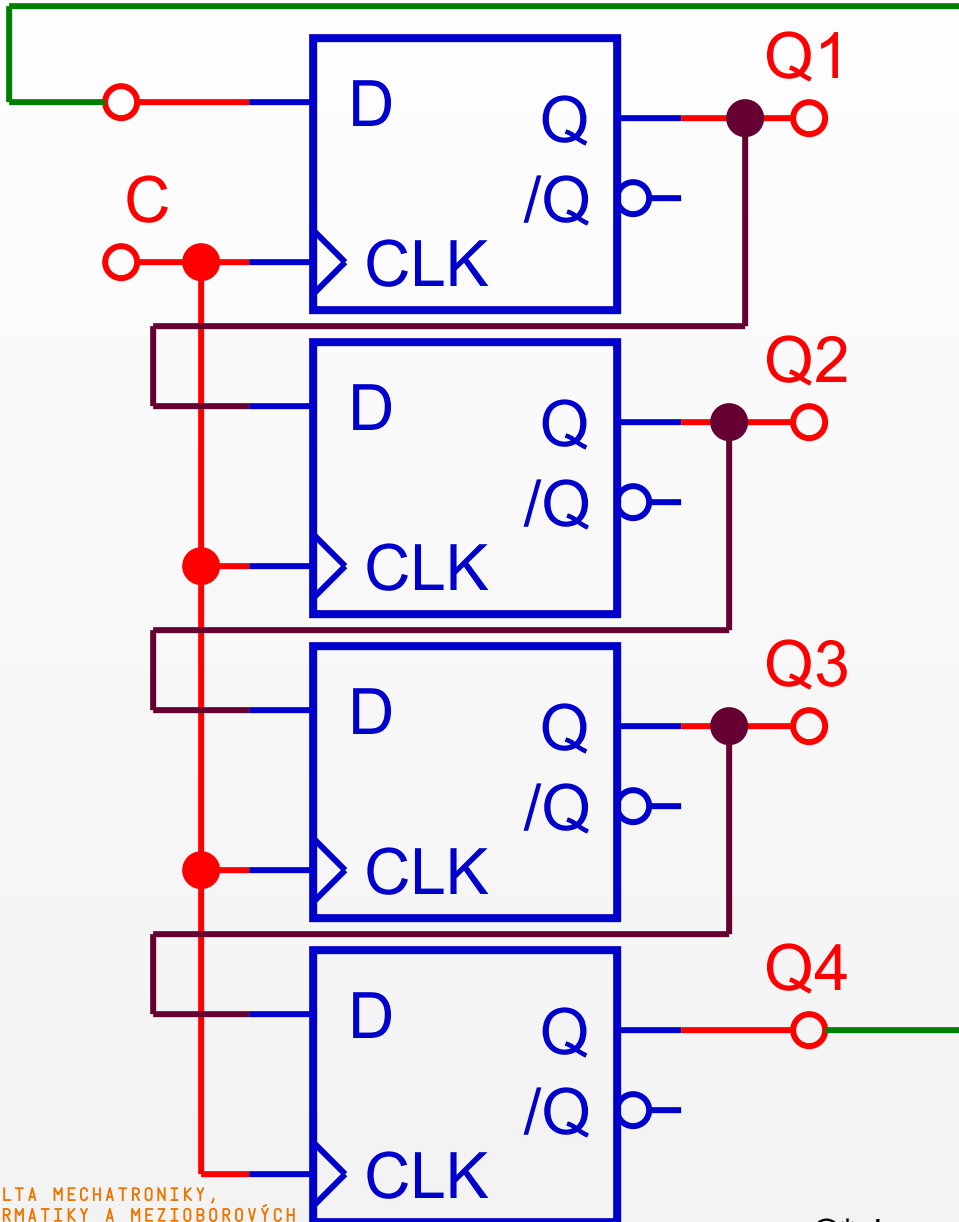 Q1
D
Q
C
/Q
CLK
Q2
D
Q
/Q
CLK
Q3
D
Q
/Q
CLK
Q4
D
Q
/Q
CLK
LTA MECHATRONIKY,
RMATIKY A MEZIOBOROVÝCH